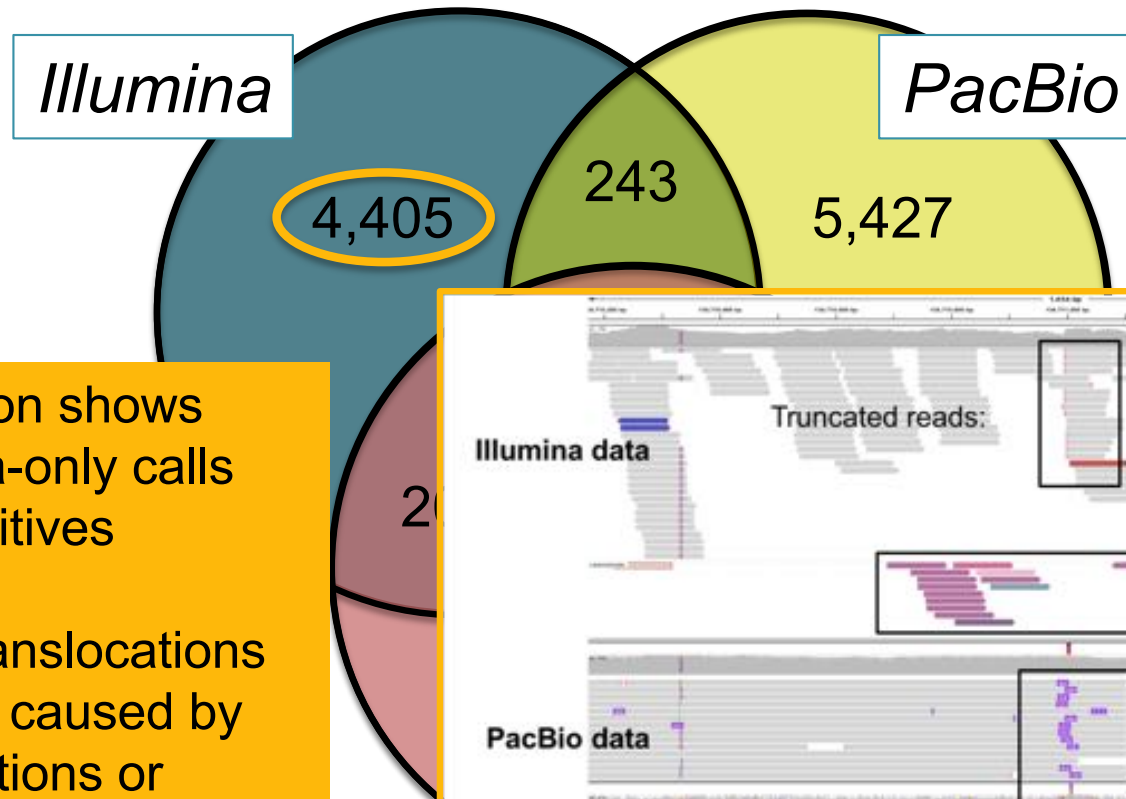 Illumina
PacBio
243
4,405
5,427
on shows
-only calls
itives
anslocations
caused by
tions or
Illumina data
Truncated reads:
PacBio data